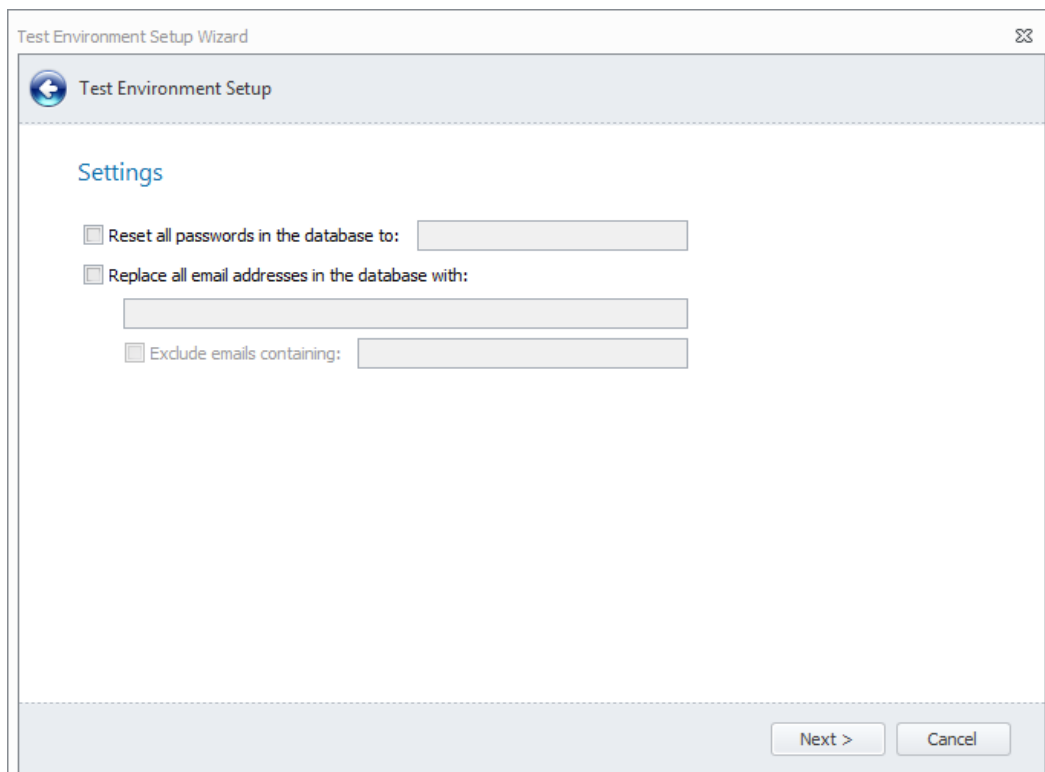 Test Environment Setup Wizard
Test Environment Setup
Settings
Reset all passwords in the database to:
Replace all email addresses in the database with:
Exclude emails containing:
Next > Cancel